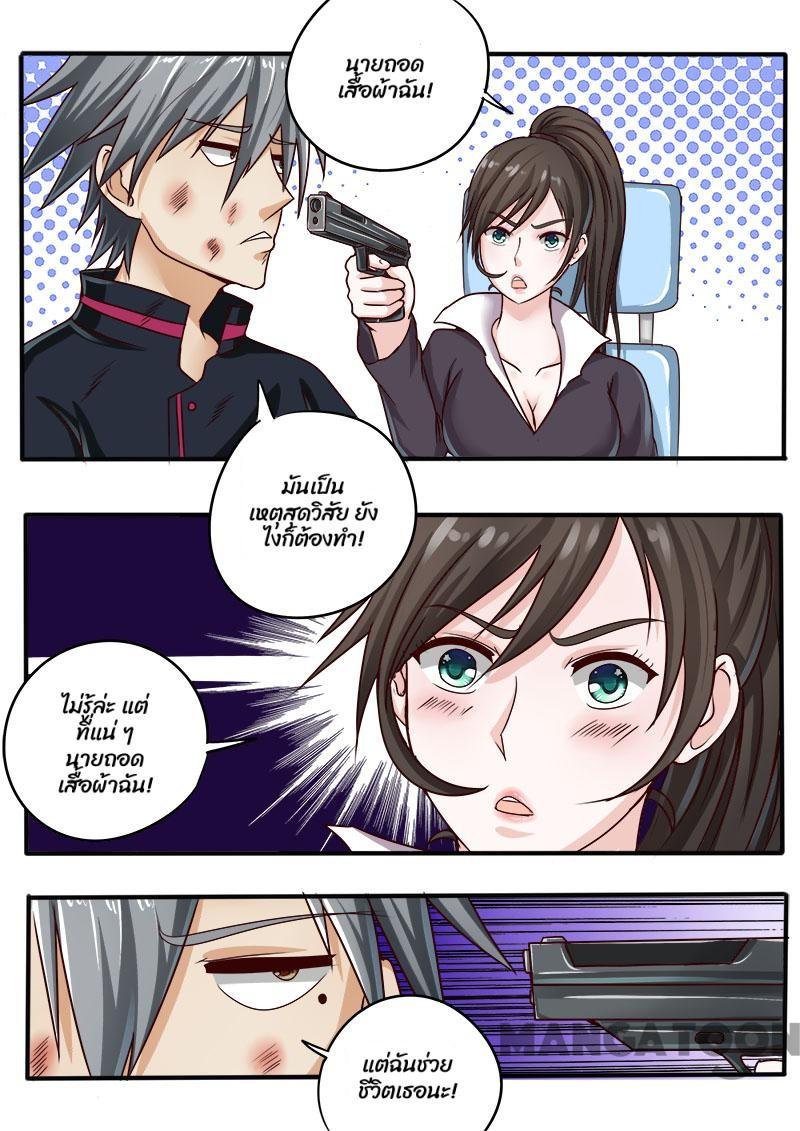 นายถอด
เสื้อผ้าฉัน!
มันเป็น
เหตุสุดวิสัย ยัง
ไงก็ต้องทำ!
ไม่รู้ล่ะ แต่
ที่แน่ ๆ
นายถอด
เสื้อผ้าฉัน!
MANGATOON
แต่ฉันช่วย
ชีวิตเธอนะ!